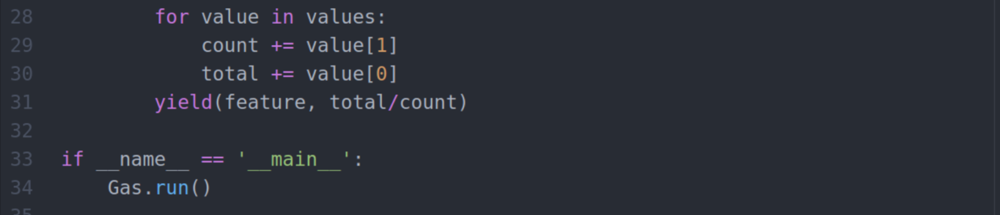 28        for value in values:
29            count += value[1]
30            total += value[0]
31        yield(feature, total/count)
32
33 if __name__ == '__main__':
34     Gas.run()
35